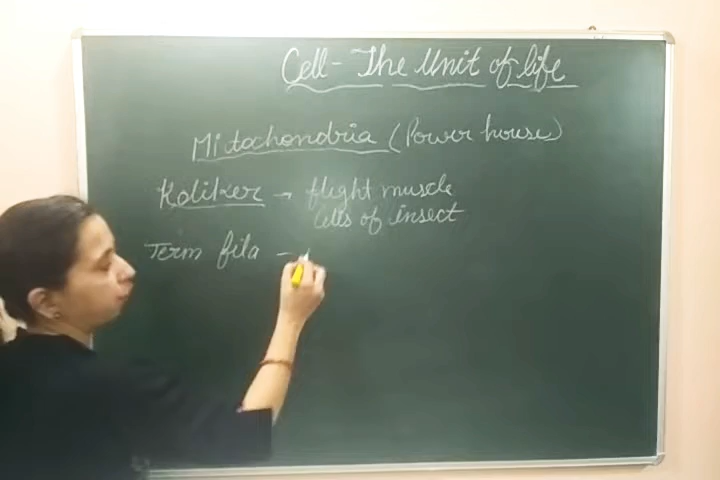 Cell - The Unit of life
Mitochondria (Power house)
Koliker → flight muscle
cells of insect
Term fila -